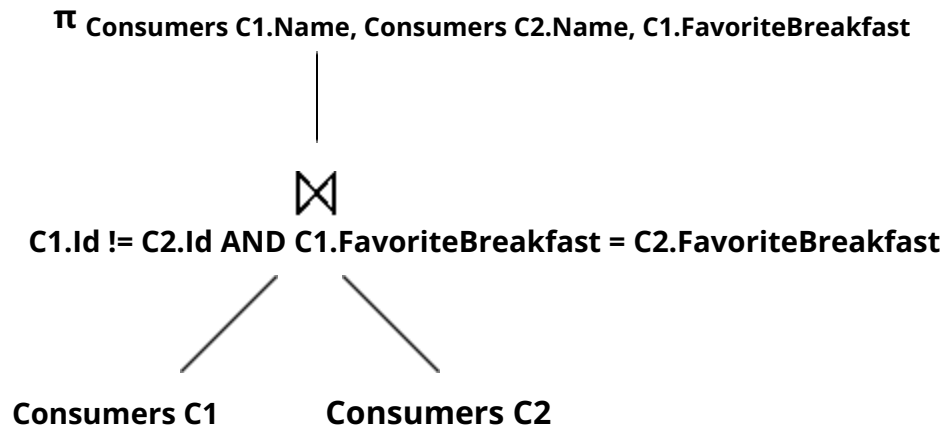 π Consumers C1.Name, Consumers C2.Name, C1.FavoriteBreakfast
⋈
C1.Id != C2.Id AND C1.FavoriteBreakfast = C2.FavoriteBreakfast
Consumers C1 Consumers C2